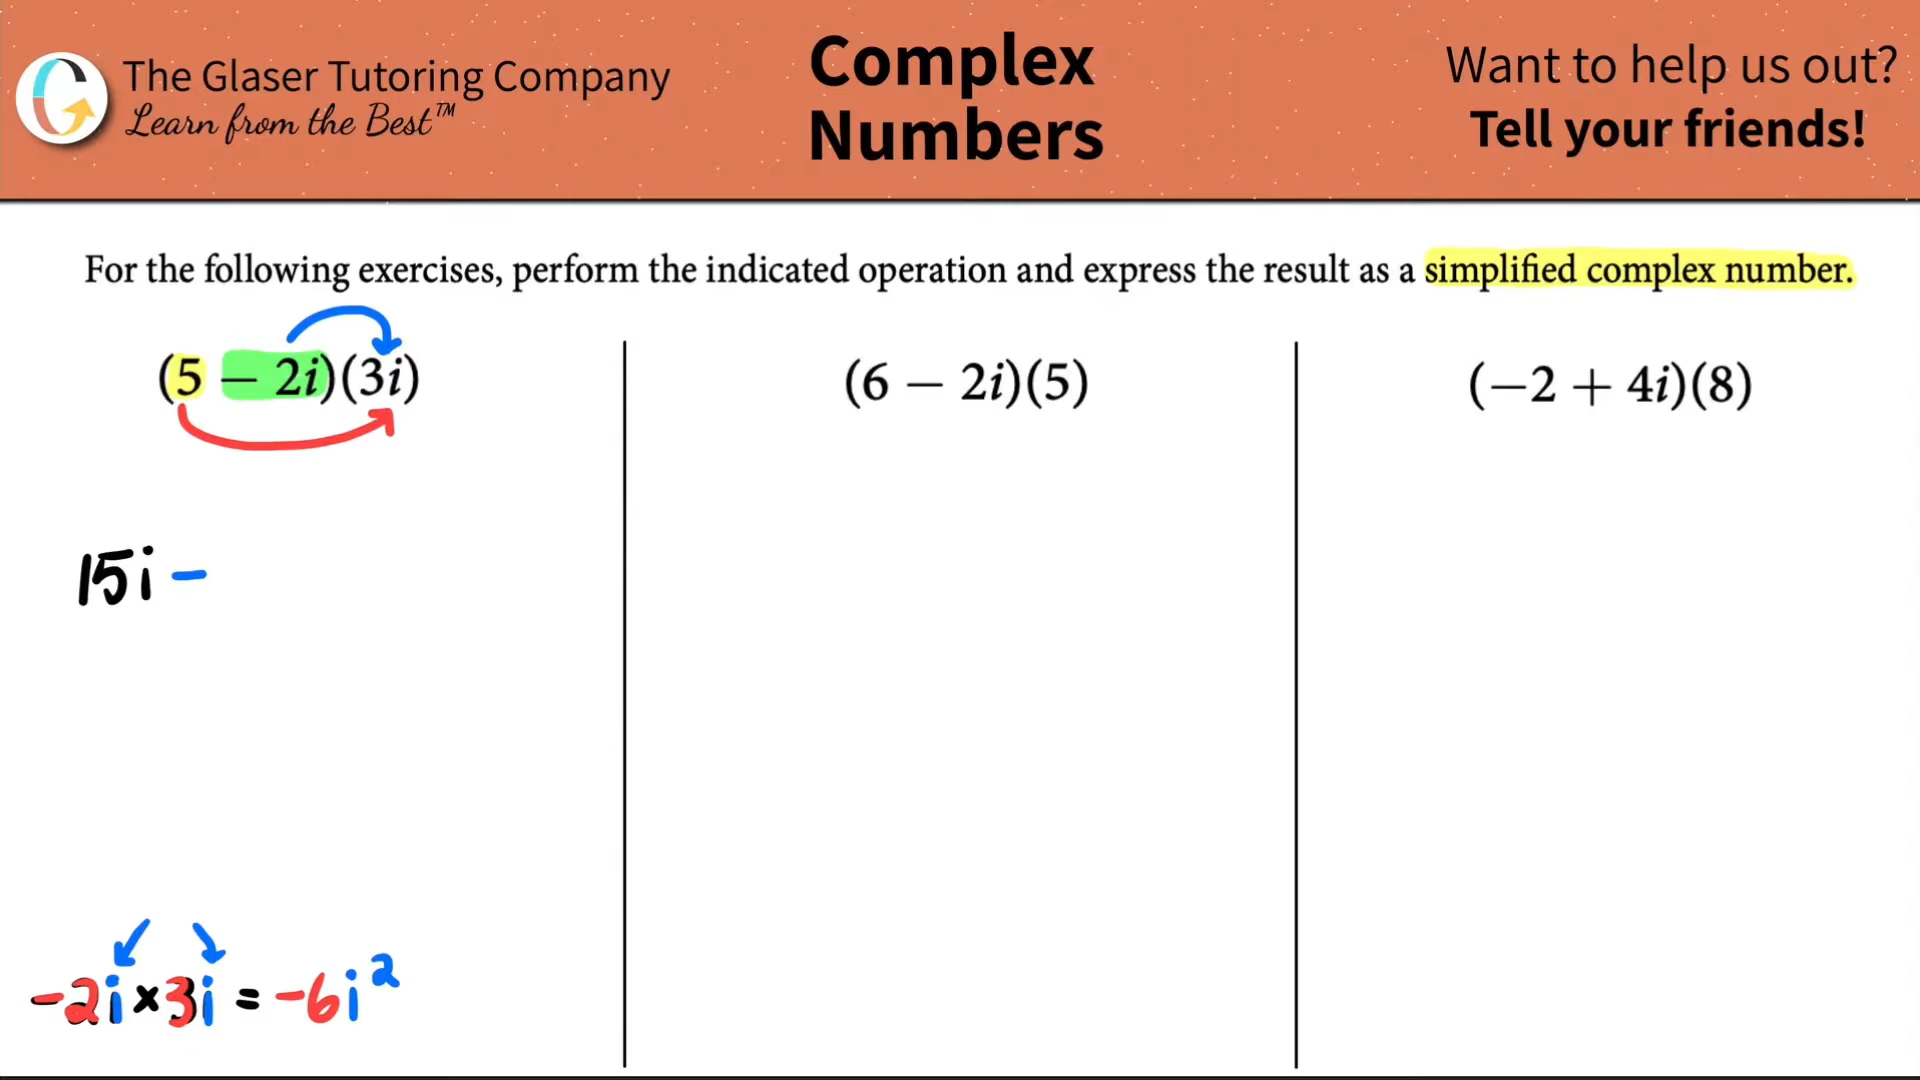 The Glaser Tutoring Company
Learn from the Best™
Complex
Numbers
Want to help us out?
Tell your friends!
For the following exercises, perform the indicated operation and express the result as a simplified complex number.
(5 − 2i)(3i)
(6 − 2i)(5)
(−2 + 4i)(8)
15i −
-2i × 3i = -6i²